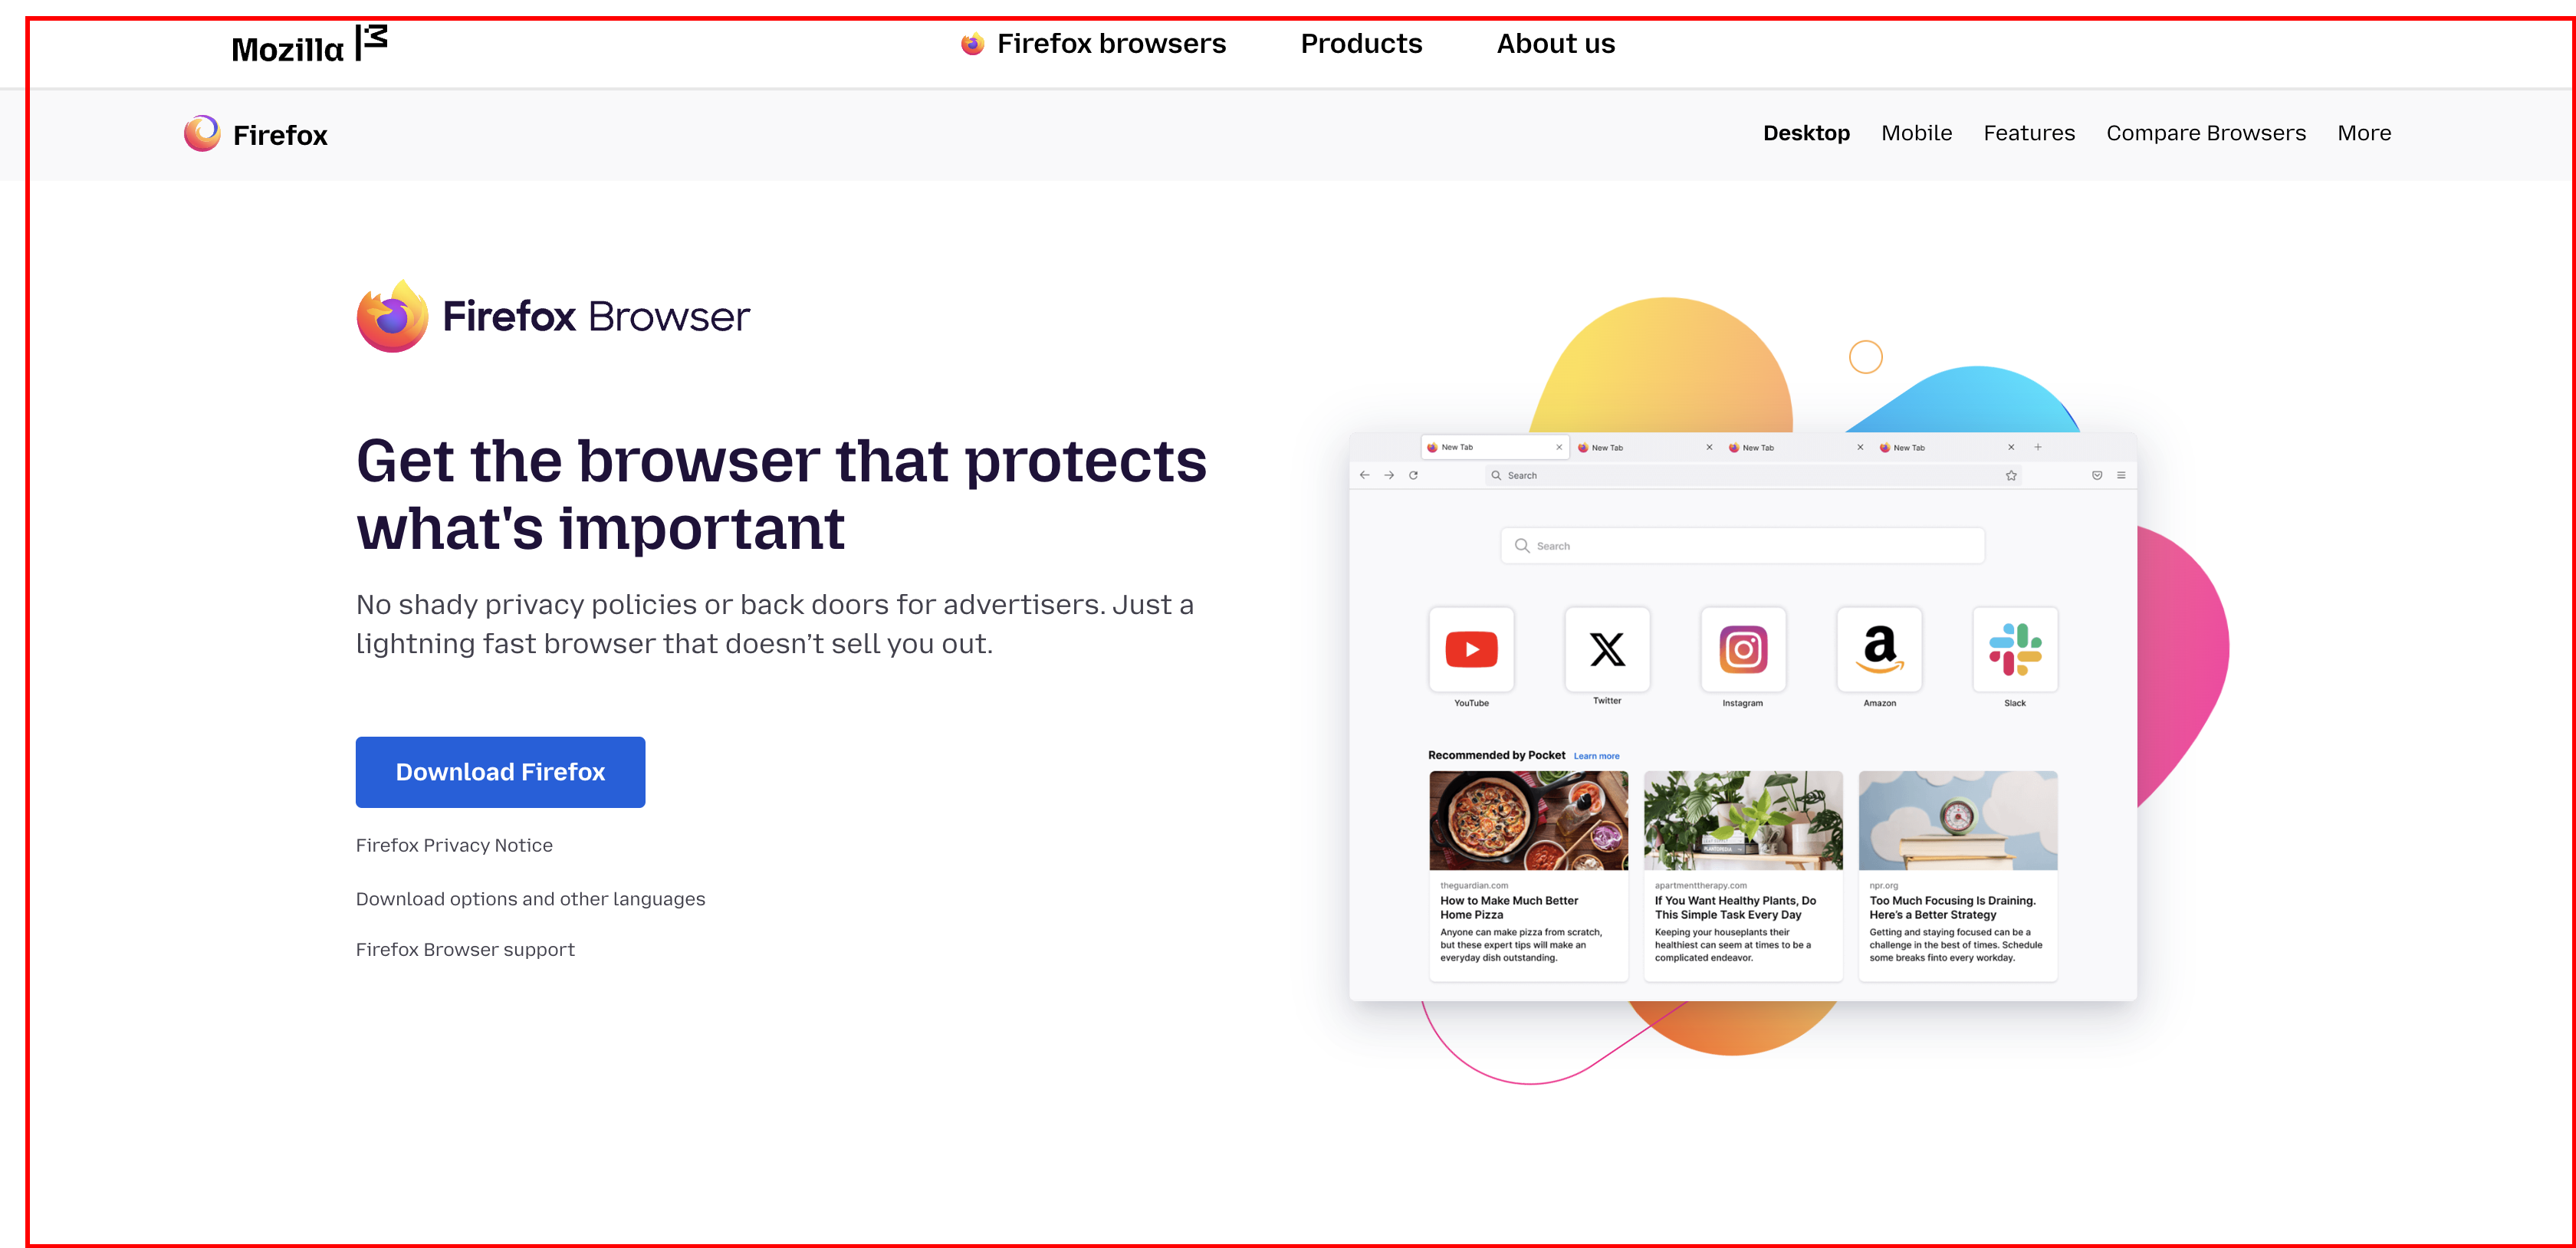 Mozilla
Firefox browsers
Products
About us
Firefox
Desktop
Mobile
Features
Compare Browsers
More
Firefox Browser
Get the browser that protects
what's important
No shady privacy policies or back doors for advertisers. Just a
lightning fast browser that doesn’t sell you out.
Download Firefox
Firefox Privacy Notice
Download options and other languages
Firefox Browser support
New Tab
New Tab
New Tab
New Tab
Search
Search
YouTube
Twitter
Instagram
Amazon
Slack
Recommended by Pocket Learn more
theguardian.com
How to Make Much Better
Home Pizza
Anyone can make pizza from scratch,
but these expert tips will make an
everyday dish outstanding.
apartmenttherapy.com
If You Want Healthy Plants, Do
This Simple Task Every Day
Keeping your houseplants their
healthiest can seem at times to be a
complicated endeavor.
npr.org
Too Much Focusing Is Draining.
Here’s a Better Strategy
Getting and staying focused can be a
challenge in the best of times. Schedule
some breaks finto every workday.